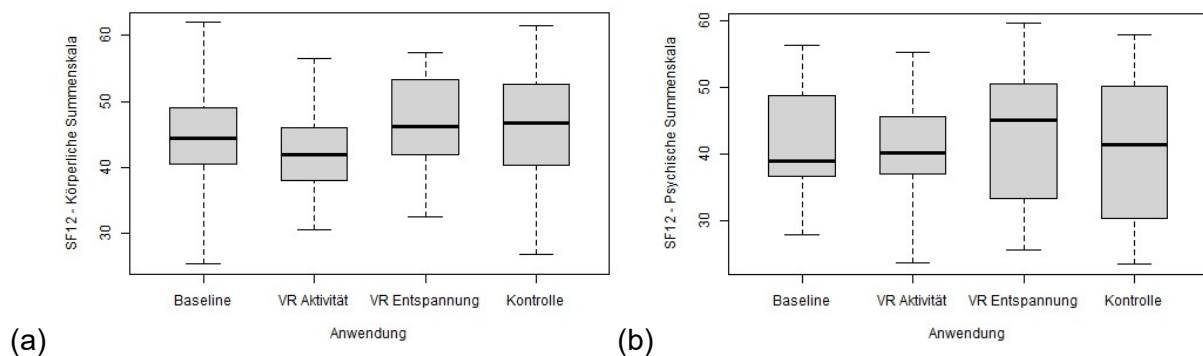 SF12 - Körperliche Summenskala
60
50
40
30
Baseline VR Aktivität VR Entspannung Kontrolle
Anwendung
(a)
SF12 - Psychische Summenskala
60
50
40
30
Baseline VR Aktivität VR Entspannung Kontrolle
Anwendung
(b)